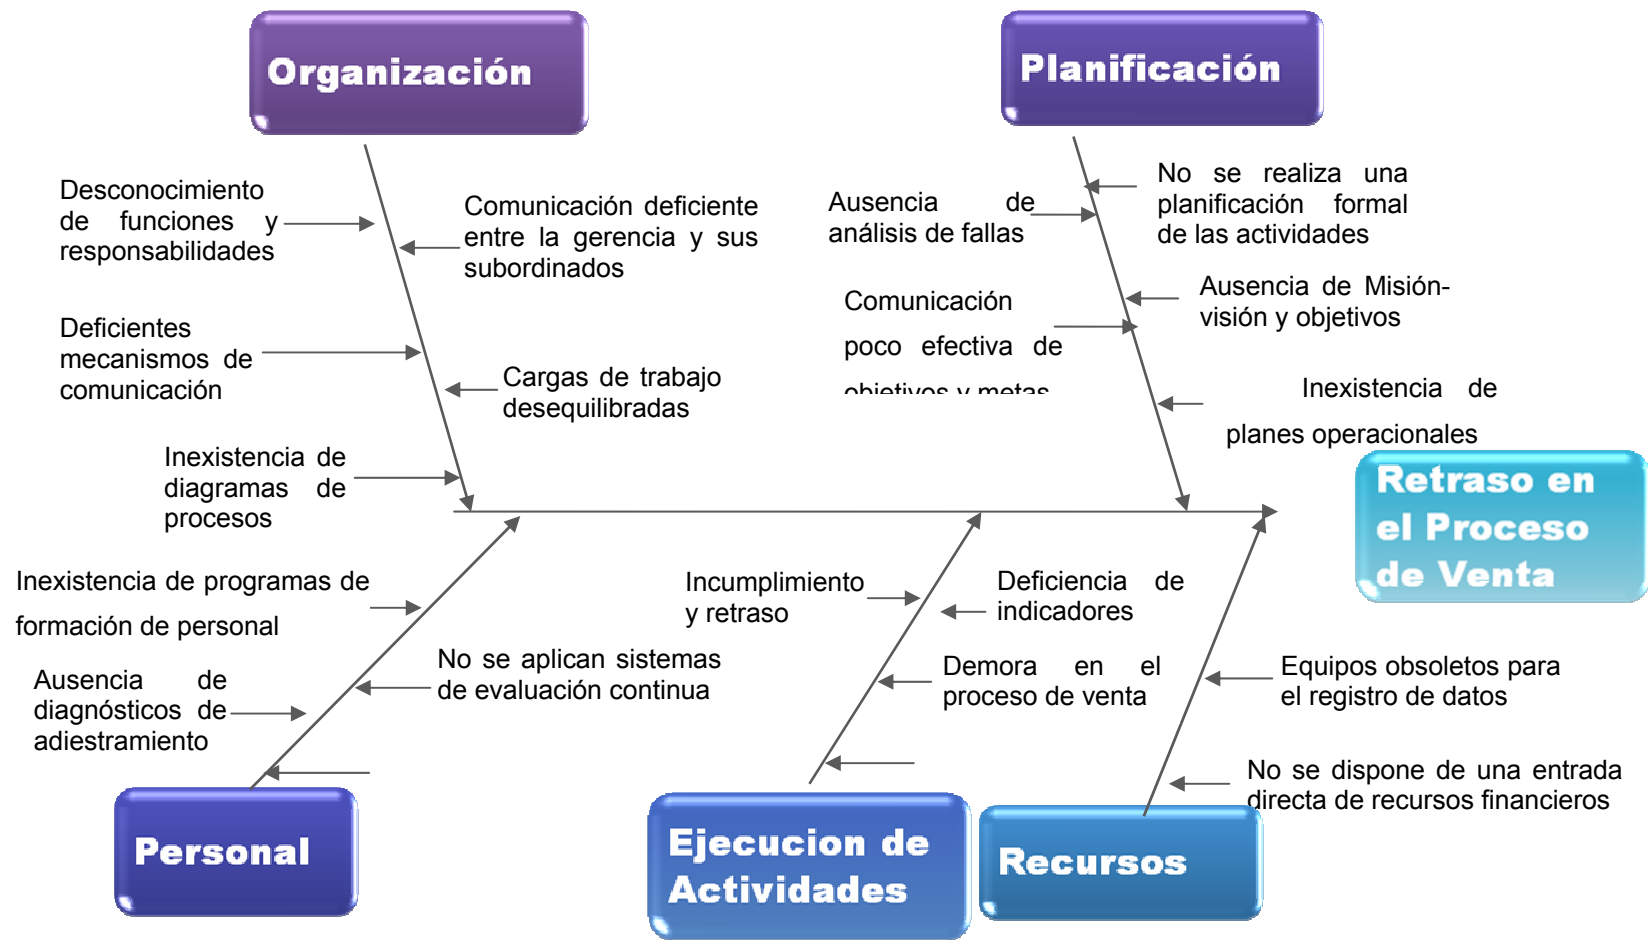 Organización
Planificación
Desconocimiento
de funciones y
responsabilidades
Comunicación deficiente
entre la gerencia y sus
subordinados
Deficientes
mecanismos de
comunicación
Cargas de trabajo
desequilibradas
Inexistencia de
diagramas de
procesos
Ausencia de
análisis de fallas
No se realiza una
planificación formal
de las actividades
Comunicación
poco efectiva de
objetivos y metas
Ausencia de Misión-
visión y objetivos
Inexistencia de
planes operacionales
Retraso en
el Proceso
de Venta
Inexistencia de programas de
formación de personal
No se aplican sistemas
de evaluación continua
Ausencia de
diagnósticos de
adiestramiento
Incumplimiento
y retraso
Deficiencia de
indicadores
Demora en el
proceso de venta
Equipos obsoletos para
el registro de datos
No se dispone de una entrada
directa de recursos financieros
Personal
Ejecucion de
Actividades
Recursos